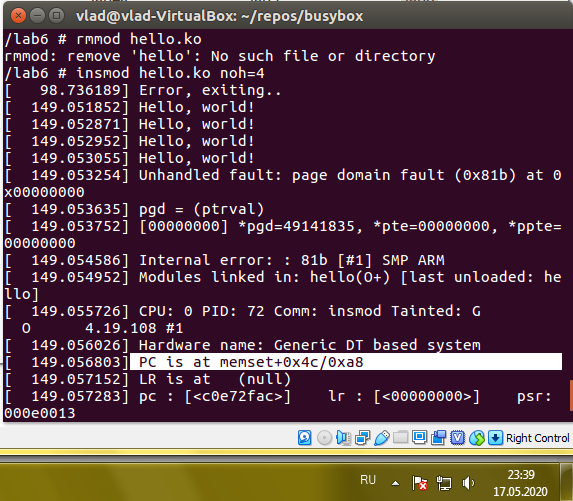 vlad@vlad-VirtualBox: ~/repos/busybox
/lab6 # rmmod hello.ko
rmmod: remove 'hello': No such file or directory
/lab6 # insmod hello.ko noh=4
[   98.736189] Error, exiting..
[  149.051852] Hello, world!
[  149.052871] Hello, world!
[  149.052952] Hello, world!
[  149.053055] Hello, world!
[  149.053254] Unhandled fault: page domain fault (0x81b) at 0
x00000000
[  149.053635] pgd = (ptrval)
[  149.053752] [00000000] *pgd=49141835, *pte=00000000, *ppte=
00000000
[  149.054586] Internal error: : 81b [#1] SMP ARM
[  149.054952] Modules linked in: hello(O+) [last unloaded: he
llo]
[  149.055726] CPU: 0 PID: 72 Comm: insmod Tainted: G
  O      4.19.108 #1
[  149.056026] Hardware name: Generic DT based system
[  149.056803] PC is at memset+0x4c/0xa8
[  149.057152] LR is at   (null)
[  149.057283] pc : [<c0e72fac>]    lr : [<00000000>]    psr:
000e0013
Right Control
RU
23:39
17.05.2020